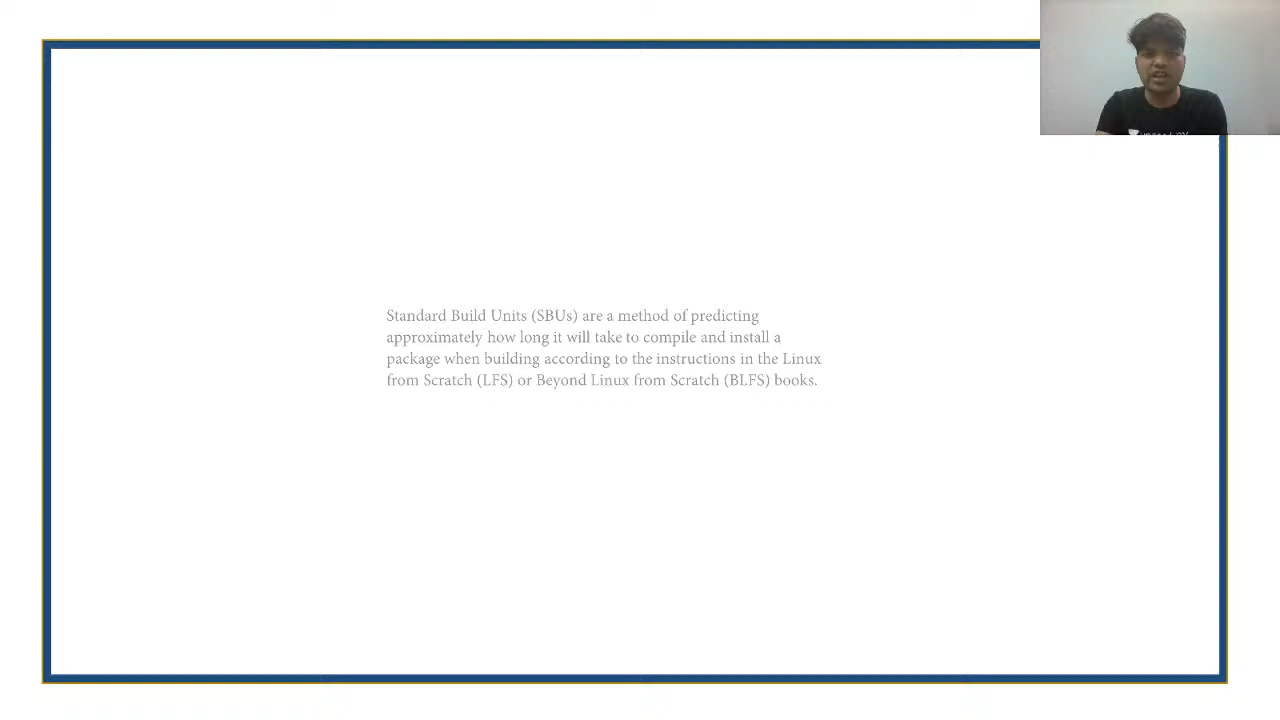 Standard Build Units (SBUs) are a method of predicting
approximately how long it will take to compile and install a
package when building according to the instructions in the Linux
from Scratch (LFS) or Beyond Linux from Scratch (BLFS) books.